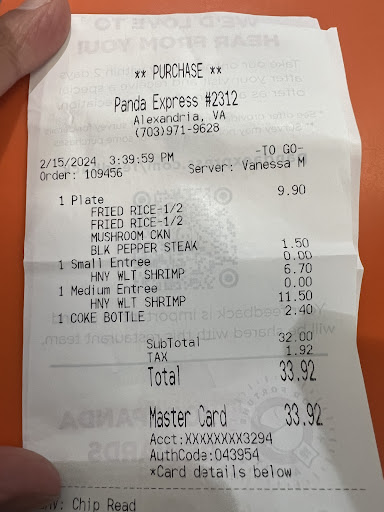 ** PURCHASE **
Panda Express #2312
Alexandria, VA
(703)971-9628
2/15/2024 3:39:59 PM -TO GO-
Order: 109456 Server: Vanessa M
1 Plate 9.90
FRIED RICE-1/2
FRIED RICE-1/2
MUSHROOM CKN
BLK PEPPER STEAK 1.50
1 Small Entree 0.00
HNY WLT SHRIMP 6.70
1 Medium Entree 0.00
HNY WLT SHRIMP 11.50
1 COKE BOTTLE 2.40
SubTotal 32.00
TAX 1.92
Total 33.92
Master Card 33.92
Acct:XXXXXXXX3294
AuthCode:043954
*Card details below
Chip Read